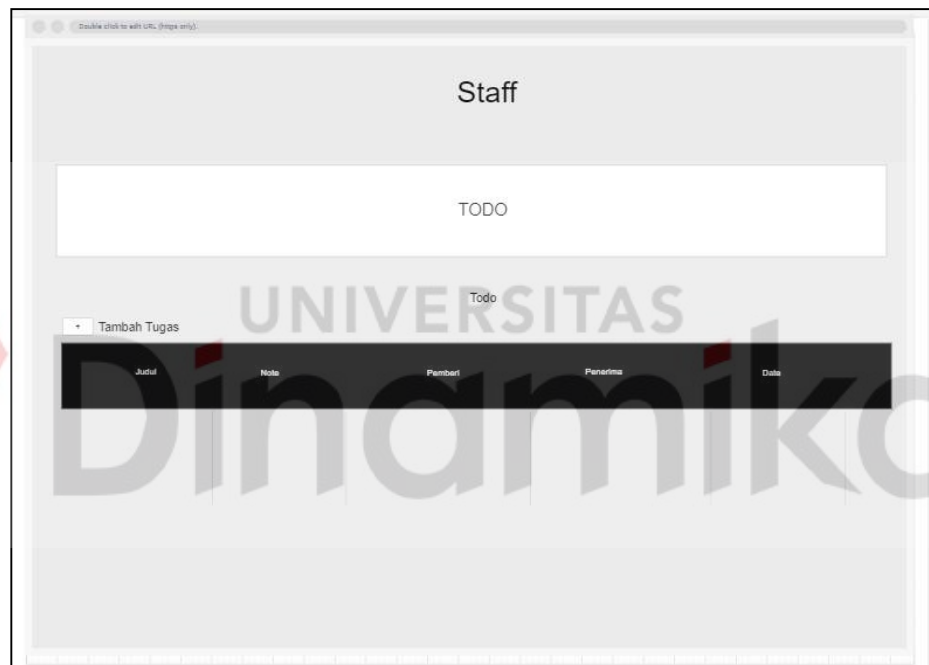 Double click to edit URL (https only).
Staff
TODO
Todo
UNIVERSITAS
+ Tambah Tugas
Dinamika
Judul Note Pemberi Penerima Date